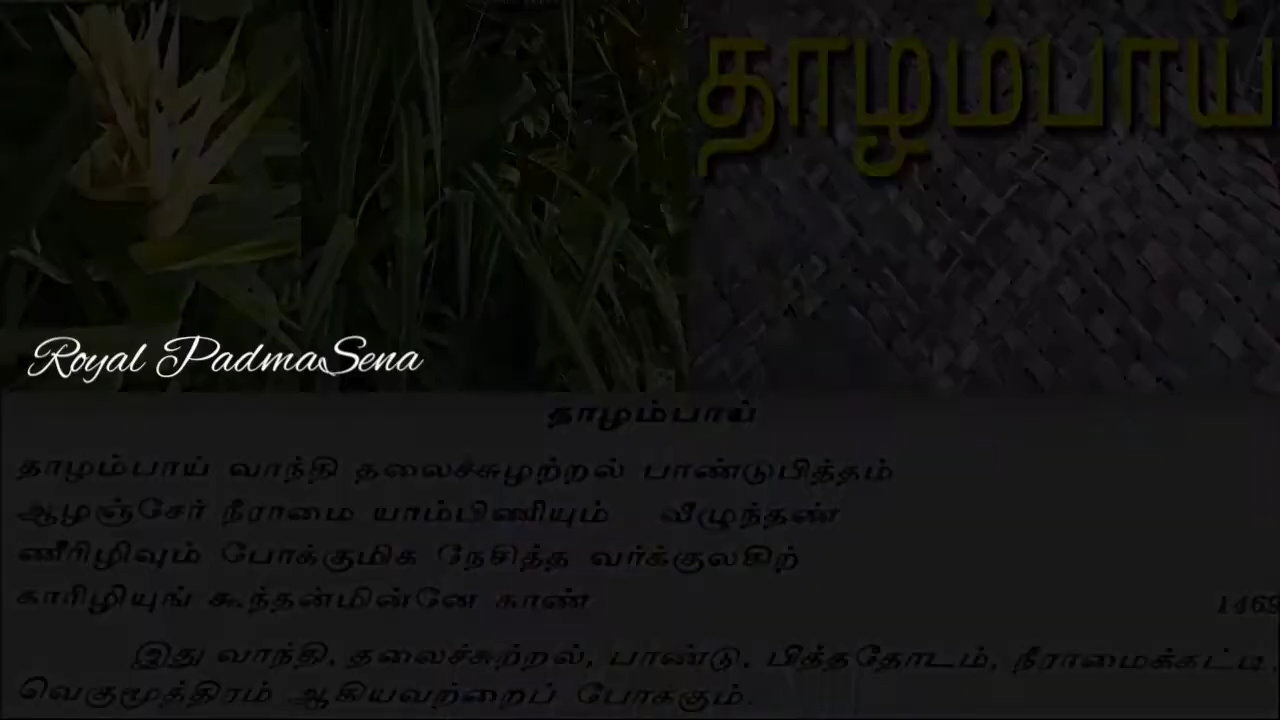 தாழம்பாய்
Royal PadmaSena
தாழம்பாய்
தாழம்பாய் வாந்தி தலைச்சுழற்றல் பாண்டுபித்தம்
ஆழஞ்சேர் நீராமை யாம்பிணியும் வீழுந்தண்
ணீரிழிவும் போக்குமிக நேசித்த வர்க்குலகிற்
காரிழியுங் கூந்தன்மின்னே காண் 1469
இது வாந்தி, தலைச்சுற்றல், பாண்டு, பித்ததோடம், நீராமைக்கட்டி,
வெகுமூத்திரம் ஆகியவற்றைப் போக்கும்.